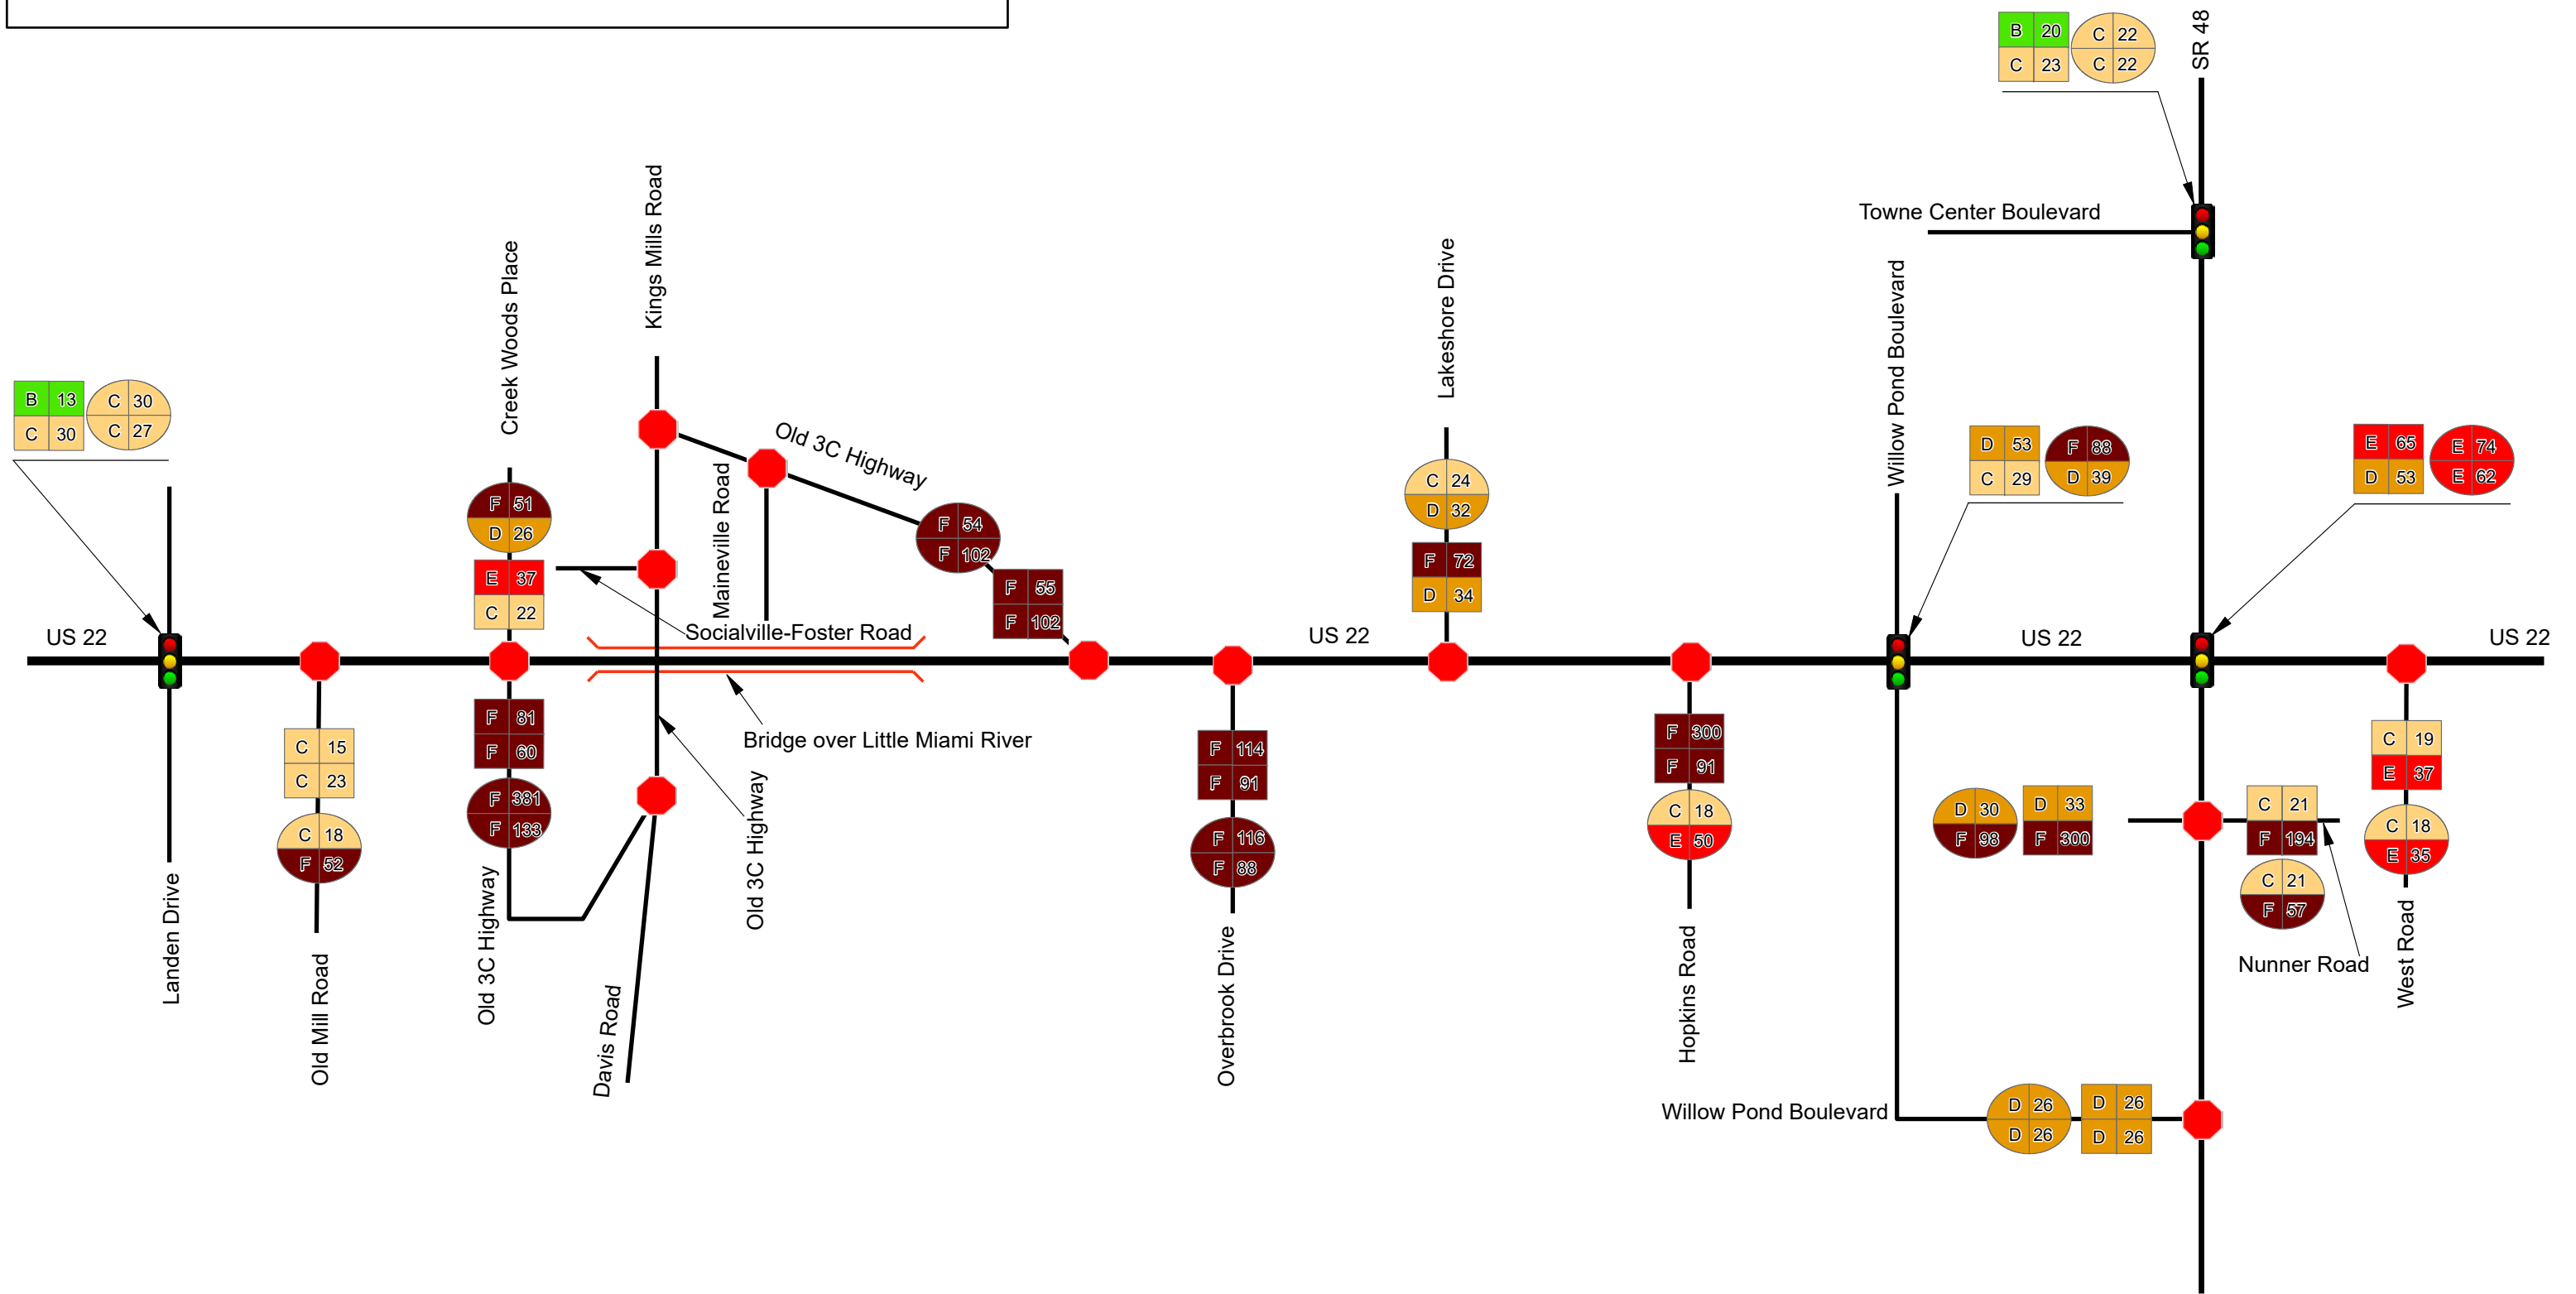 B 20
C 23
C 22
C 22
SR 48
Towne Center Boulevard
Kings Mills Road
Creek Woods Place
Lakeshore Drive
Willow Pond Boulevard
B 13
C 30
C 30
C 27
Old 3C Highway
Maineville Road
F 51
D 26
E 37
C 22
F 54
F 102
F 55
F 102
C 24
D 32
F 72
D 34
D 53
C 29
F 88
D 39
E 65
D 53
E 74
E 62
US 22
Socialville-Foster Road
US 22
US 22
US 22
Bridge over Little Miami River
C 15
C 23
C 18
F 52
F 81
F 60
F 381
F 133
Old 3C Highway
F 114
F 91
F 116
F 88
F 300
F 91
C 18
E 50
D 30
F 98
D 33
F 300
C 21
F 194
C 21
F 57
C 19
E 37
C 18
E 35
Landen Drive
Old Mill Road
Old 3C Highway
Davis Road
Overbrook Drive
Hopkins Road
Nunner Road
West Road
Willow Pond Boulevard
D 26
D 26
D 26
D 26